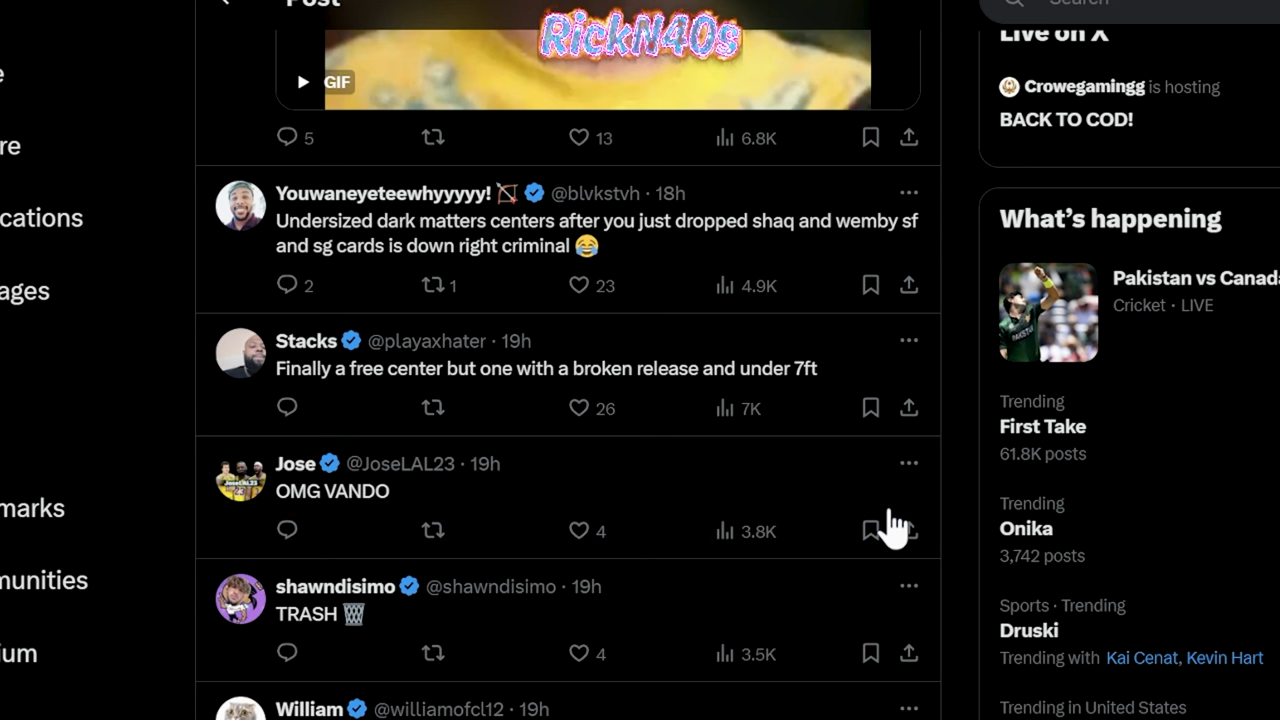 Post
Search
RickN40s
GIF
5
13
6.8K
Youwaneyeteewhyyyyy! 🏹 @blvkstvh · 18h
Undersized dark matters centers after you just dropped shaq and wemby sf
and sg cards is down right criminal 😂
2
1
23
4.9K
Stacks @playaxhater · 19h
Finally a free center but one with a broken release and under 7ft
26
7K
Jose @JoseLAL23 · 19h
OMG VANDO
4
3.8K
shawndisimo @shawndisimo · 19h
TRASH 🗑️
4
3.5K
William @williamofcl12 · 19h
e
re
cations
ages
marks
munities
ium
Live on X
Crowegamingg is hosting
BACK TO COD!
What's happening
Pakistan vs Canad
Cricket · LIVE
Trending
First Take
61.8K posts
Trending
Onika
3,742 posts
Sports · Trending
Druski
Trending with Kai Cenat, Kevin Hart
Trending in United States